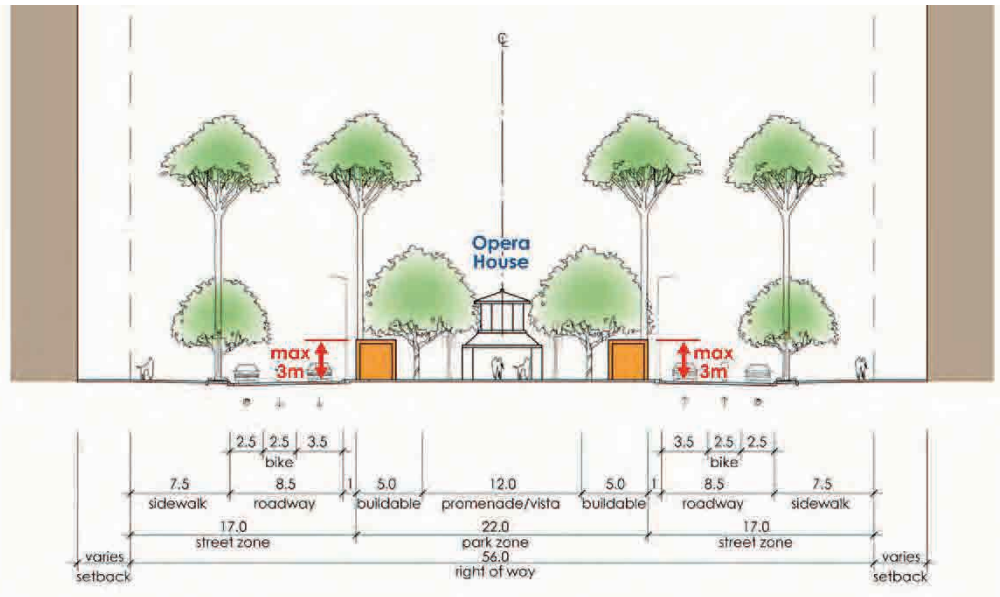 ℄
Opera
House
max
3m
max
3m
2.5 2.5 3.5 3.5 2.5 2.5
bike bike
7.5 8.5 1 5.0 12.0 5.0 1 8.5 7.5
sidewalk roadway buildable promenade/vista buildable roadway sidewalk
17.0 22.0 17.0
street zone park zone street zone
varies 56.0 varies
setback right of way setback